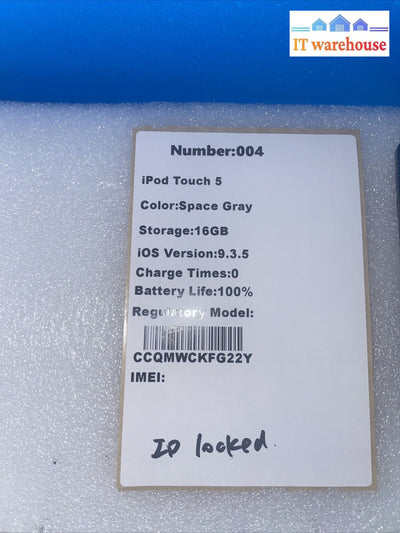 IT warehouse
Number:004
iPod Touch 5
Color:Space Gray
Storage:16GB
iOS Version:9.3.5
Charge Times:0
Battery Life:100%
Regulatory Model:
CCQMWCKFG22Y
IMEI:
ID locked.